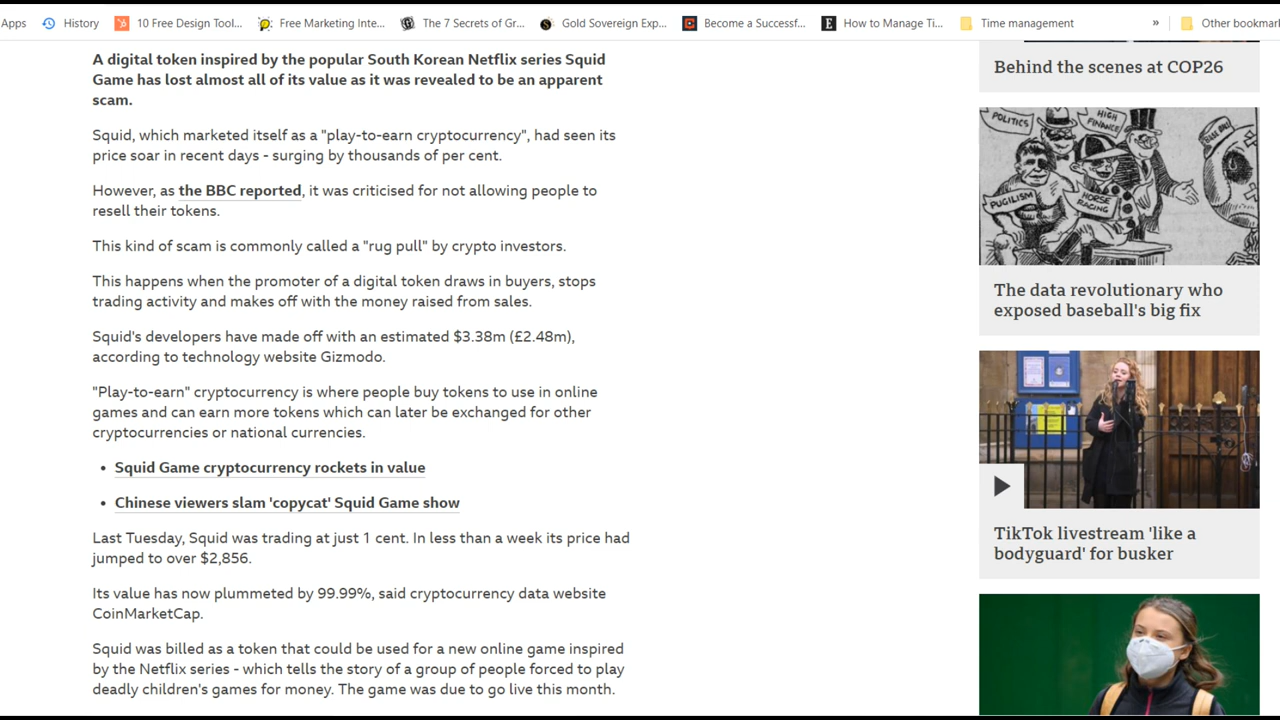 Apps
History
10 Free Design Tool...
Free Marketing Inte...
The 7 Secrets of Gr...
Gold Sovereign Exp...
Become a Successf...
How to Manage Ti...
Time management
»
Other bookmar
A digital token inspired by the popular South Korean Netflix series Squid
Game has lost almost all of its value as it was revealed to be an apparent
scam.
Squid, which marketed itself as a "play-to-earn cryptocurrency", had seen its
price soar in recent days - surging by thousands of per cent.
However, as the BBC reported, it was criticised for not allowing people to
resell their tokens.
This kind of scam is commonly called a "rug pull" by crypto investors.
This happens when the promoter of a digital token draws in buyers, stops
trading activity and makes off with the money raised from sales.
Squid's developers have made off with an estimated $3.38m (£2.48m),
according to technology website Gizmodo.
"Play-to-earn" cryptocurrency is where people buy tokens to use in online
games and can earn more tokens which can later be exchanged for other
cryptocurrencies or national currencies.
• Squid Game cryptocurrency rockets in value
• Chinese viewers slam 'copycat' Squid Game show
Last Tuesday, Squid was trading at just 1 cent. In less than a week its price had
jumped to over $2,856.
Its value has now plummeted by 99.99%, said cryptocurrency data website
CoinMarketCap.
Squid was billed as a token that could be used for a new online game inspired
by the Netflix series - which tells the story of a group of people forced to play
deadly children's games for money. The game was due to go live this month.
Behind the scenes at COP26
POLITICS
HIGH
FINANCE
BASE BALL
PUGILISM
HORSE
RACING
The data revolutionary who
exposed baseball's big fix
TikTok livestream 'like a
bodyguard' for busker